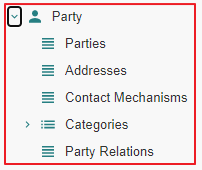 Party
Parties
Addresses
Contact Mechanisms
Categories
Party Relations